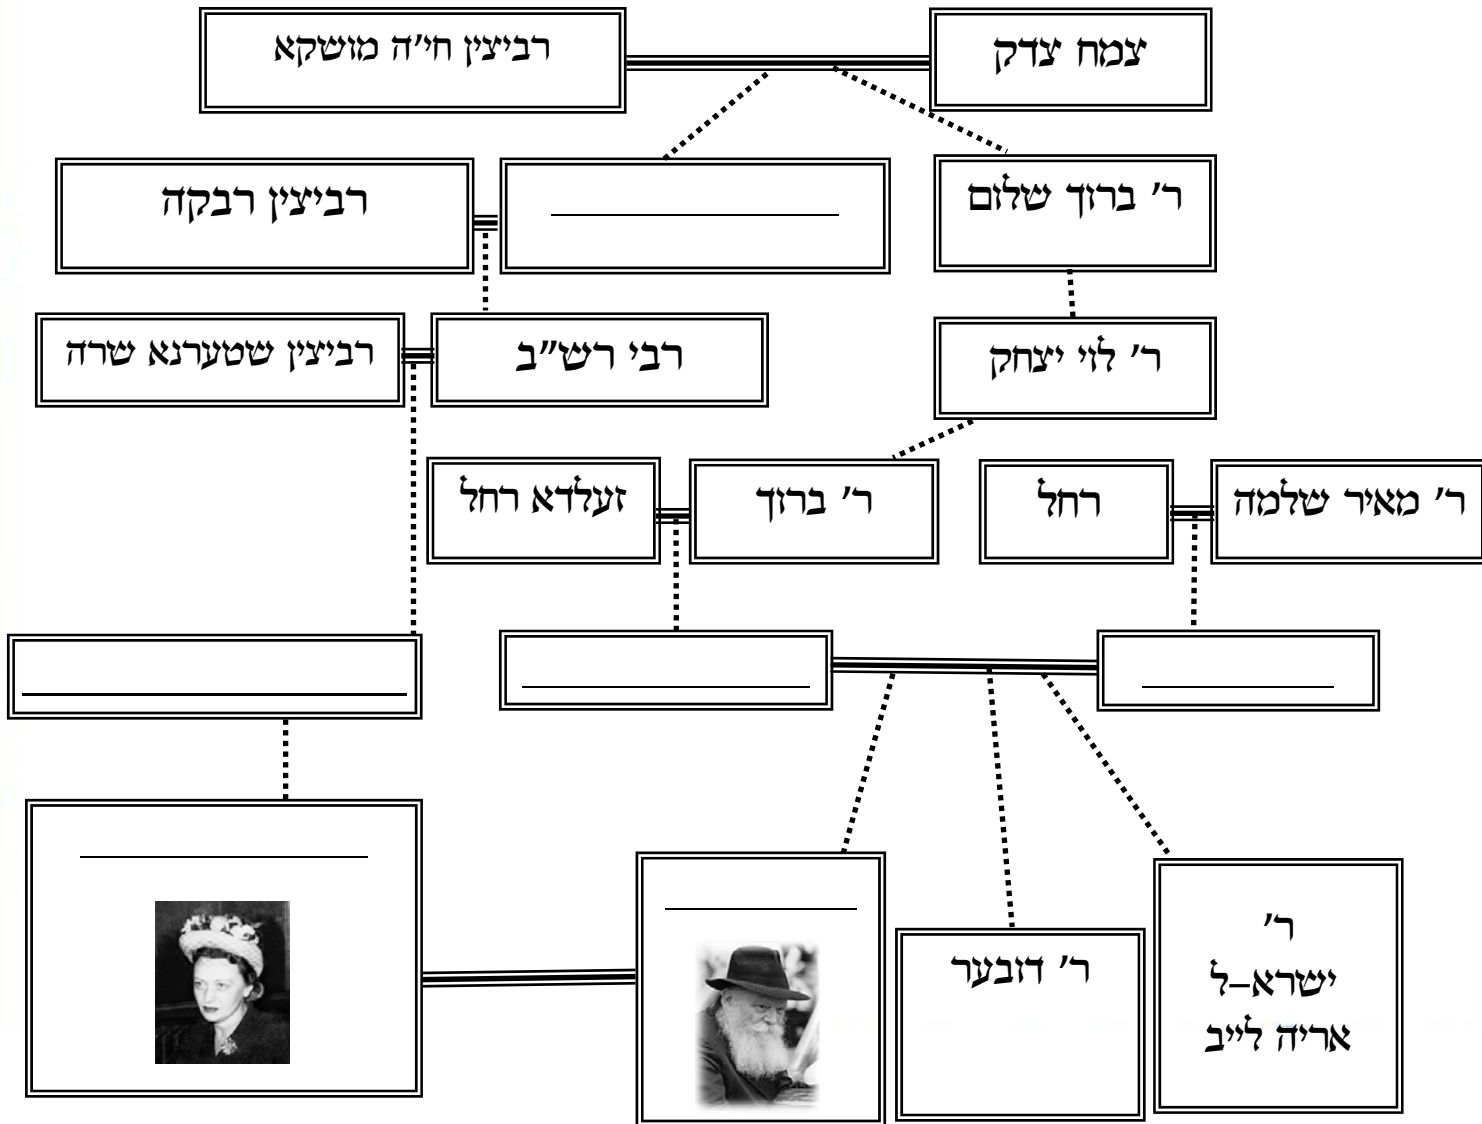 צמח צדק
רביצין חי'ה מושקא
ר' ברוך שלום
רביצין רבקה
ר' לוי יצחק
רבי רש"ב
רביצין שטערנא שרה
ר' מאיר שלמה
רחל
ר' ברוך
זעלדא רחל
ר'
ישרא-ל
אריה לייב
ר' דובער